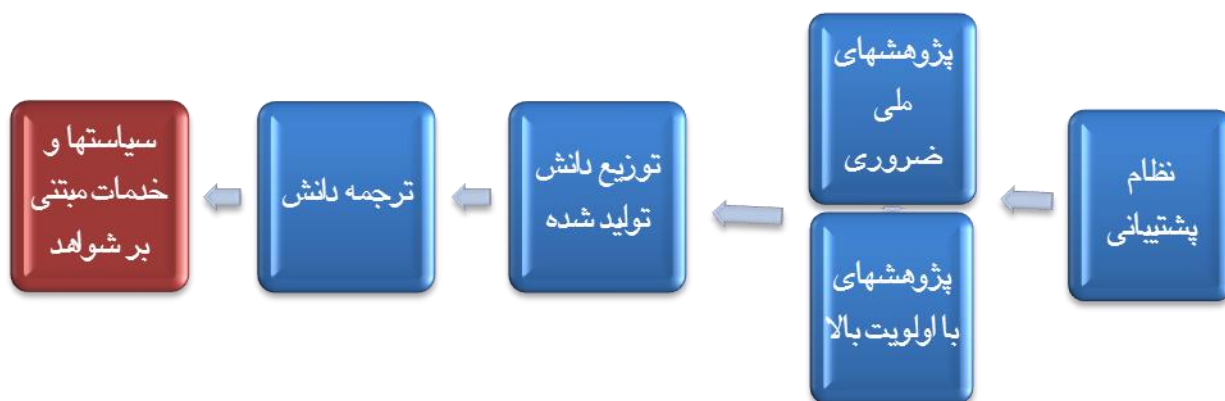 نظام
پشتیبانی
پژوهشهای
ملی
ضروری
پژوهشهای
با اولویت بالا
توزیع دانش
تولید شده
ترجمه دانش
سیاستها و
خدمات مبتنی
بر شواهد